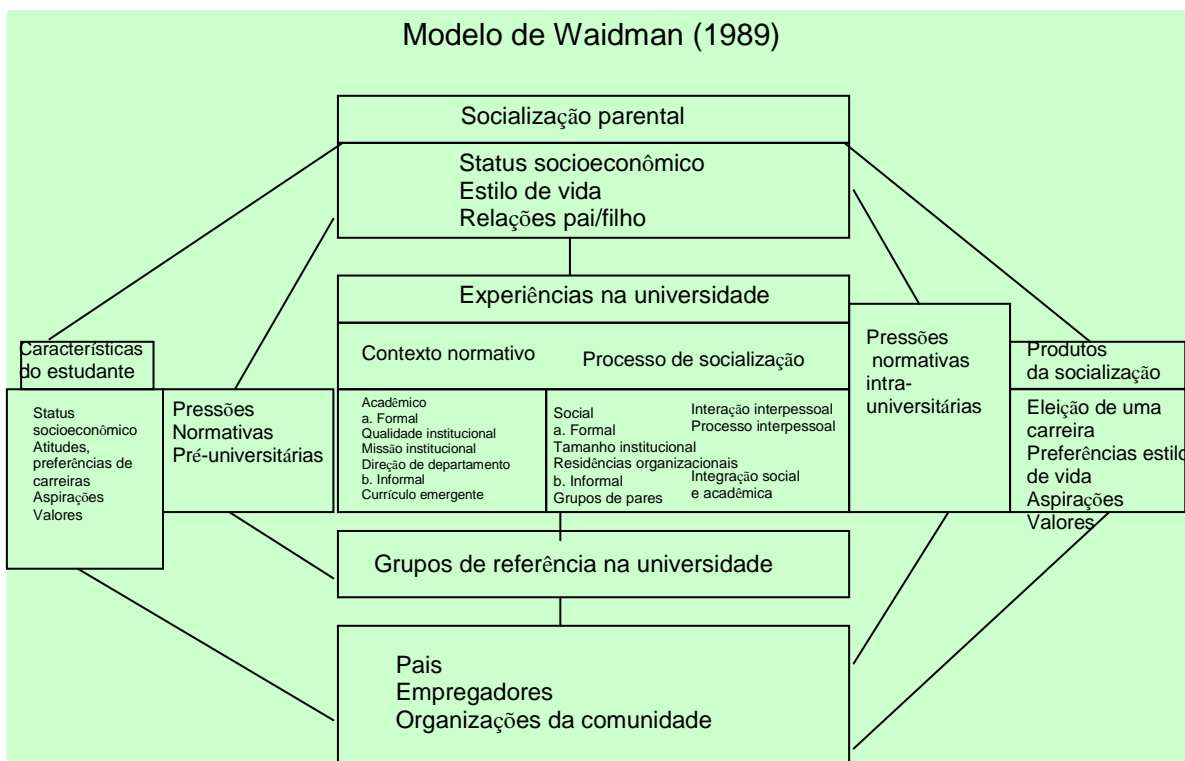 Modelo de Waidman (1989)
Socialização parental
Status socioeconômico
Estilo de vida
Relações pai/filho
Experiências na universidade
Contexto normativo
Processo de socialização
Características
do estudante
Status
socioeconômico
Atitudes,
preferências de
carreiras
Aspirações
Valores
Pressões
Normativas
Pré-universitárias
Acadêmico
a. Formal
Qualidade institucional
Missão institucional
Direção de departamento
b. Informal
Currículo emergente
Social
a. Formal
Tamanho institucional
Residências organizacionais
b. Informal
Grupos de pares
Interação interpessoal
Processo interpessoal
Integração social
e acadêmica
Pressões
normativas
intra-
universitárias
Produtos
da socialização
Eleição de uma
carreira
Preferências estilo
de vida
Aspirações
Valores
Grupos de referência na universidade
Pais
Empregadores
Organizações da comunidade